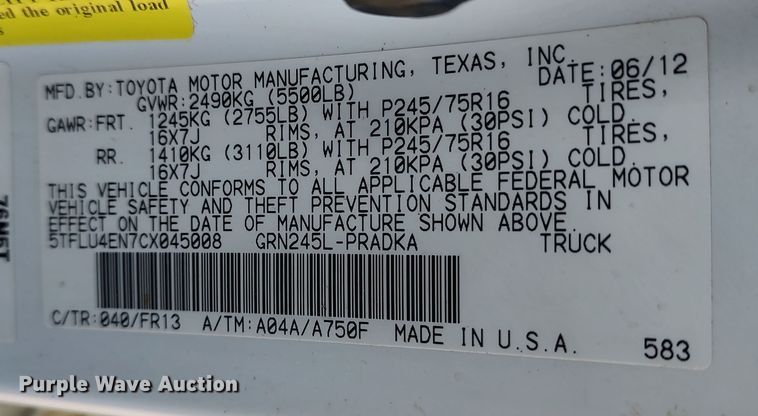 ed the original load
s
MFD.BY:TOYOTA MOTOR MANUFACTURING, TEXAS, INC.
GVWR:2490KG (5500LB) DATE:06/12
GAWR:FRT. 1245KG (2755LB) WITH P245/75R16 TIRES,
16X7J RIMS, AT 210KPA (30PSI) COLD.
RR. 1410KG (3110LB) WITH P245/75R16 TIRES,
16X7J RIMS, AT 210KPA (30PSI) COLD.
THIS VEHICLE CONFORMS TO ALL APPLICABLE FEDERAL MOTOR
VEHICLE SAFETY AND THEFT PREVENTION STANDARDS IN
EFFECT ON THE DATE OF MANUFACTURE SHOWN ABOVE.
5TFLU4EN7CX045008 GRN245L-PRADKA TRUCK
C/TR:040/FR13 A/TM:A04A/A750F MADE IN U.S.A.
583
Purple Wave Auction